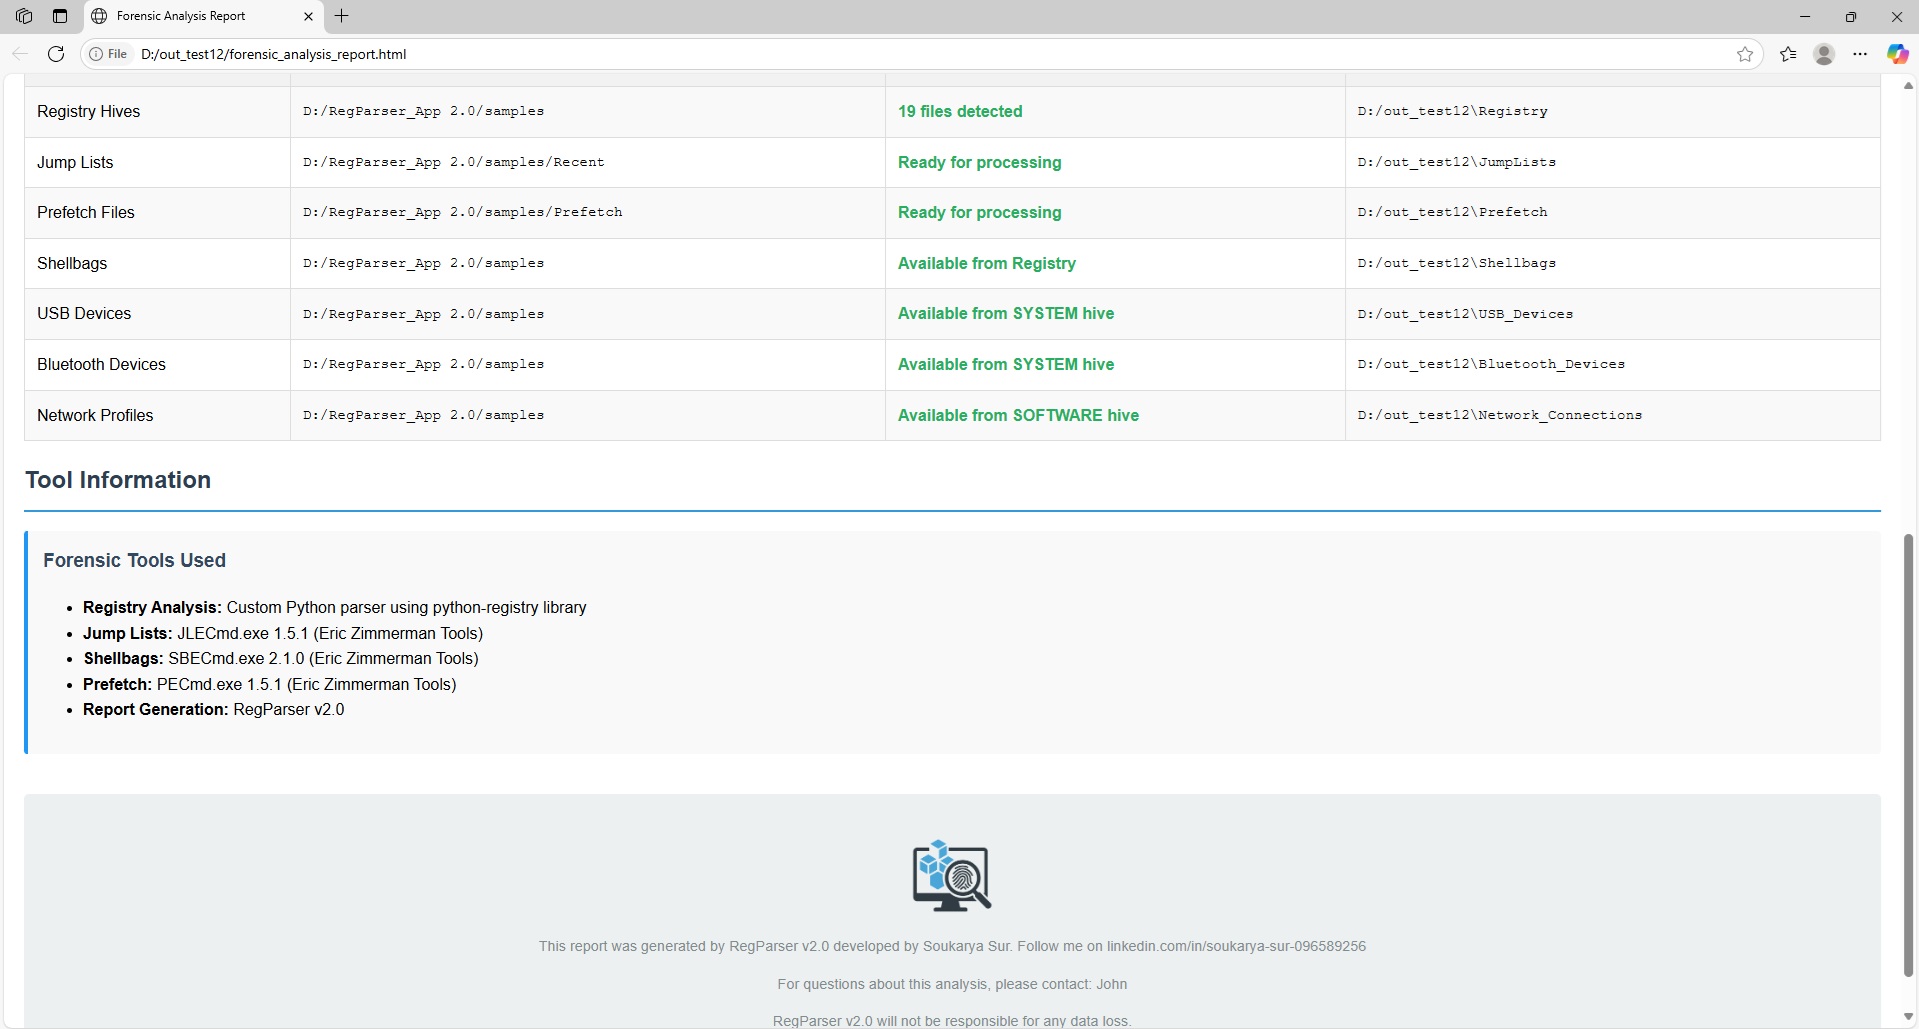 Forensic Analysis Report
File D:/out_test12/forensic_analysis_report.html
Registry Hives D:/RegParser_App 2.0/samples 19 files detected D:/out_test12\Registry
Jump Lists D:/RegParser_App 2.0/samples/Recent Ready for processing D:/out_test12\JumpLists
Prefetch Files D:/RegParser_App 2.0/samples/Prefetch Ready for processing D:/out_test12\Prefetch
Shellbags D:/RegParser_App 2.0/samples Available from Registry D:/out_test12\Shellbags
USB Devices D:/RegParser_App 2.0/samples Available from SYSTEM hive D:/out_test12\USB_Devices
Bluetooth Devices D:/RegParser_App 2.0/samples Available from SYSTEM hive D:/out_test12\Bluetooth_Devices
Network Profiles D:/RegParser_App 2.0/samples Available from SOFTWARE hive D:/out_test12\Network_Connections
Tool Information
Forensic Tools Used
• Registry Analysis: Custom Python parser using python-registry library
• Jump Lists: JLECmd.exe 1.5.1 (Eric Zimmerman Tools)
• Shellbags: SBECmd.exe 2.1.0 (Eric Zimmerman Tools)
• Prefetch: PECmd.exe 1.5.1 (Eric Zimmerman Tools)
• Report Generation: RegParser v2.0
This report was generated by RegParser v2.0 developed by Soukarya Sur. Follow me on linkedin.com/in/soukarya-sur-096589256
For questions about this analysis, please contact: John
RegParser v2.0 will not be responsible for any data loss.